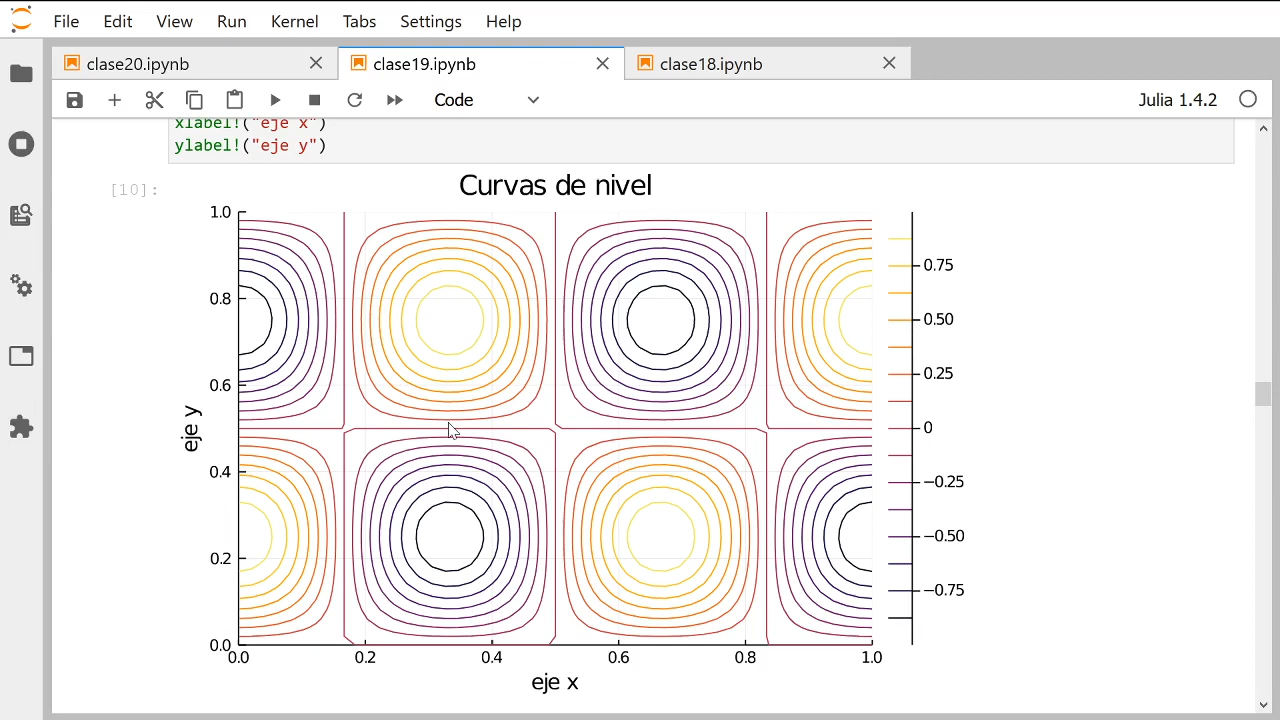 File Edit View Run Kernel Tabs Settings Help
clase20.ipynb clase19.ipynb clase18.ipynb
Code Julia 1.4.2
xlabel!("eje x")
ylabel!("eje y")
[10]:
Curvas de nivel
1.0
0.8
0.6
0.4
0.2
0.0
eje y
0.0 0.2 0.4 0.6 0.8 1.0
eje x
0.75
0.50
0.25
0
−0.25
−0.50
−0.75